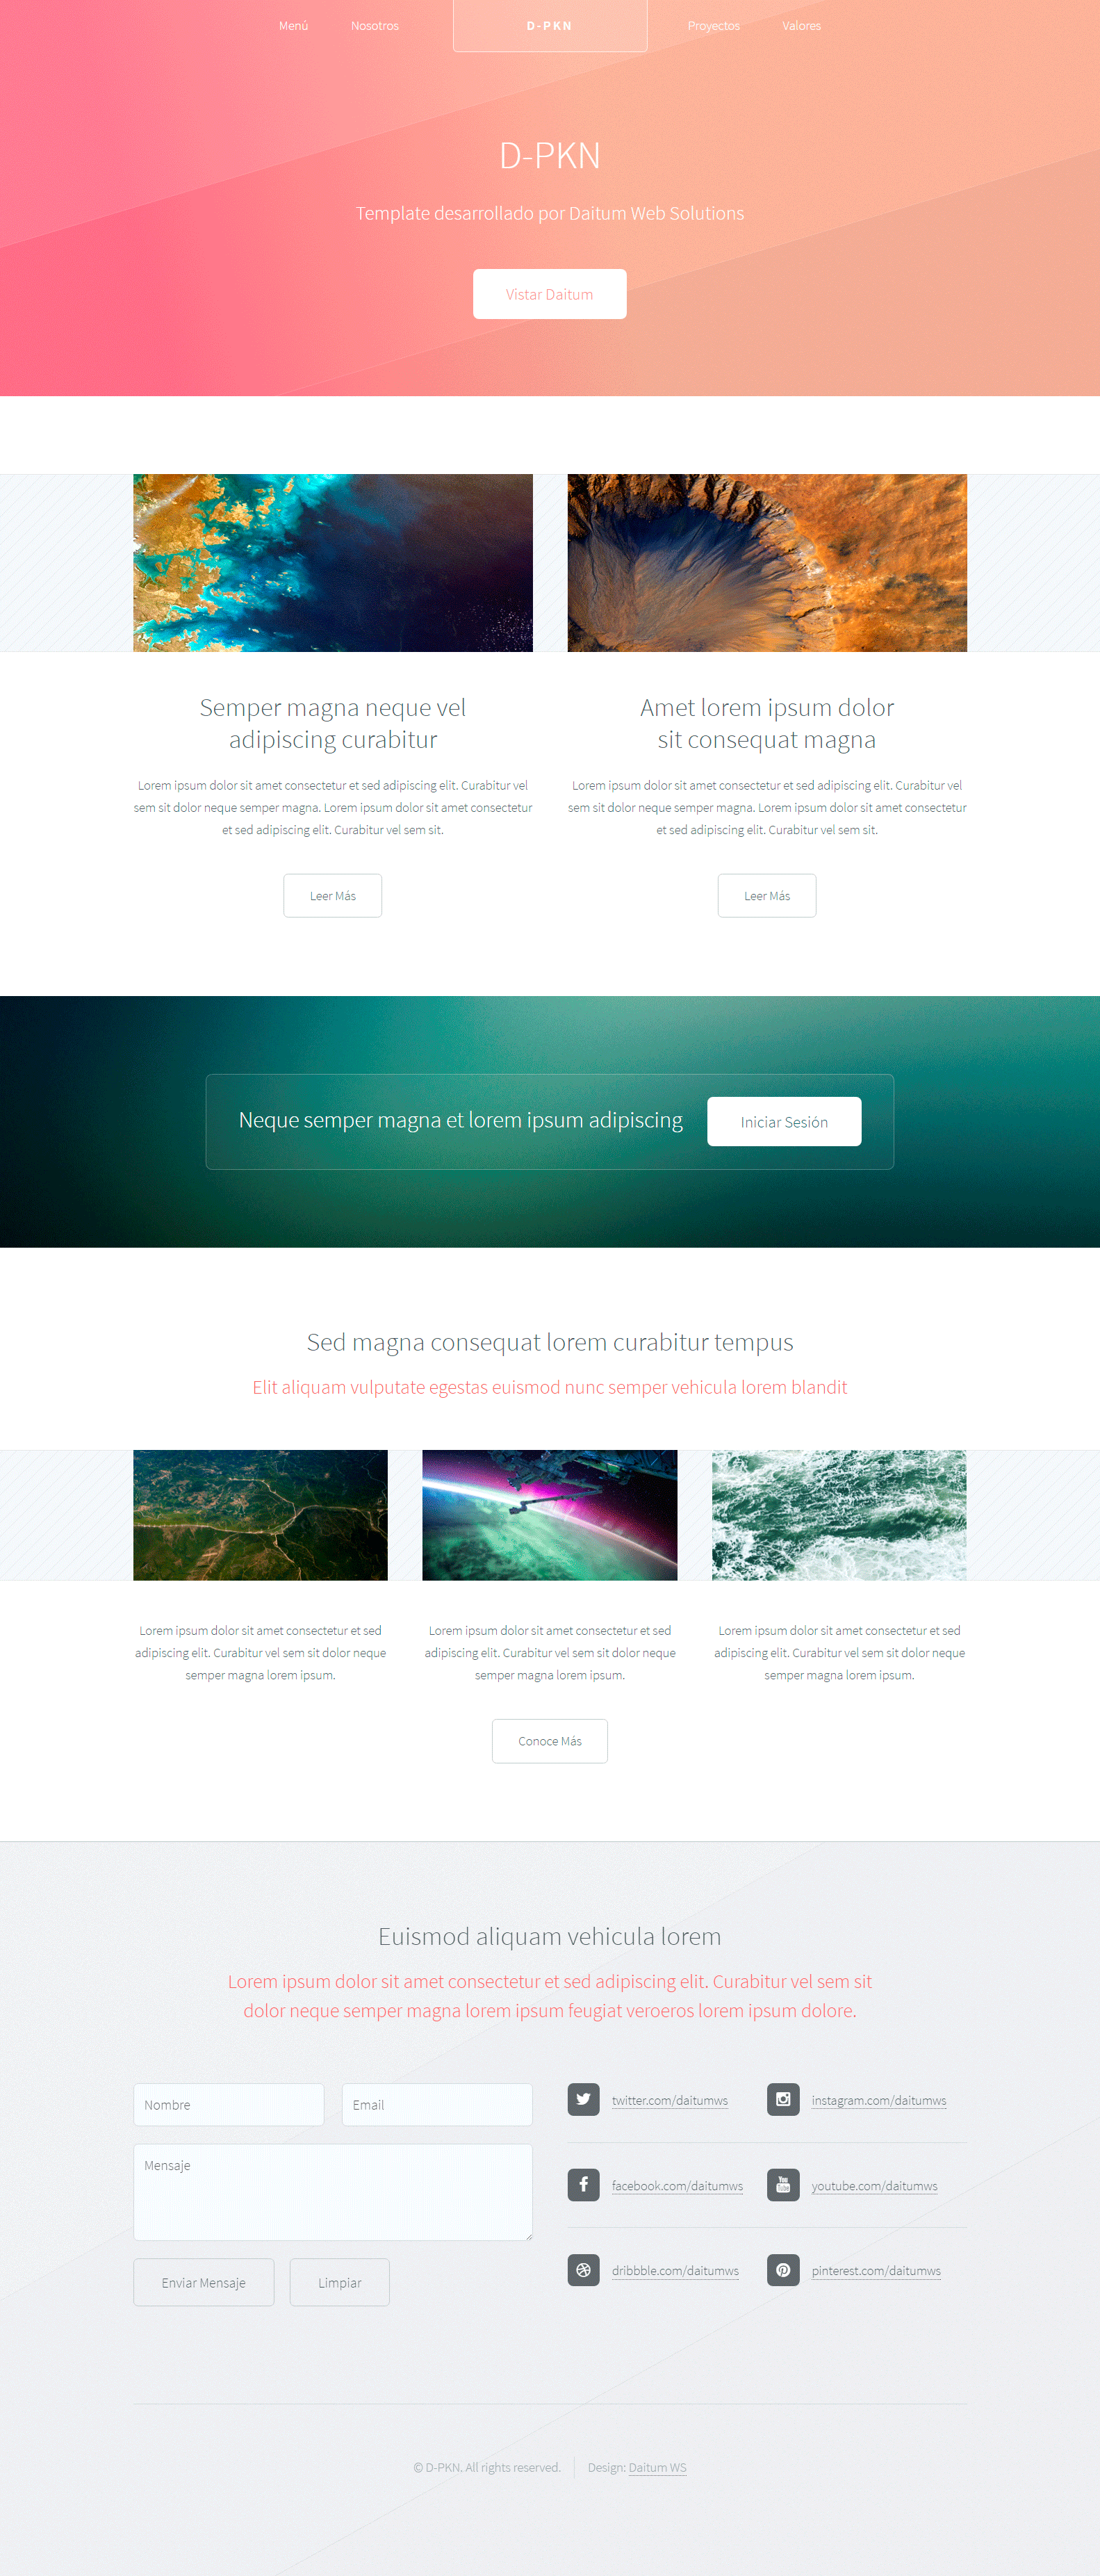 Menú Nosotros D-PKN Proyectos Valores
D-PKN
Template desarrollado por Daitum Web Solutions
Vistar Daitum
Semper magna neque vel
adipiscing curabitur
Lorem ipsum dolor sit amet consectetur et sed adipiscing elit. Curabitur vel
sem sit dolor neque semper magna. Lorem ipsum dolor sit amet consectetur
et sed adipiscing elit. Curabitur vel sem sit.
Leer Más
Amet lorem ipsum dolor
sit consequat magna
Lorem ipsum dolor sit amet consectetur et sed adipiscing elit. Curabitur vel
sem sit dolor neque semper magna. Lorem ipsum dolor sit amet consectetur
et sed adipiscing elit. Curabitur vel sem sit.
Leer Más
Neque semper magna et lorem ipsum adipiscing
Iniciar Sesión
Sed magna consequat lorem curabitur tempus
Elit aliquam vulputate egestas euismod nunc semper vehicula lorem blandit
Lorem ipsum dolor sit amet consectetur et sed
adipiscing elit. Curabitur vel sem sit dolor neque
semper magna lorem ipsum.
Lorem ipsum dolor sit amet consectetur et sed
adipiscing elit. Curabitur vel sem sit dolor neque
semper magna lorem ipsum.
Lorem ipsum dolor sit amet consectetur et sed
adipiscing elit. Curabitur vel sem sit dolor neque
semper magna lorem ipsum.
Conoce Más
Euismod aliquam vehicula lorem
Lorem ipsum dolor sit amet consectetur et sed adipiscing elit. Curabitur vel sem sit
dolor neque semper magna lorem ipsum feugiat veroeros lorem ipsum dolore.
Nombre
Email
Mensaje
Enviar Mensaje
Limpiar
twitter.com/daitumws
instagram.com/daitumws
facebook.com/daitumws
You Tube
youtube.com/daitumws
dribbble.com/daitumws
pinterest.com/daitumws
© D-PKN. All rights reserved. Design: Daitum WS